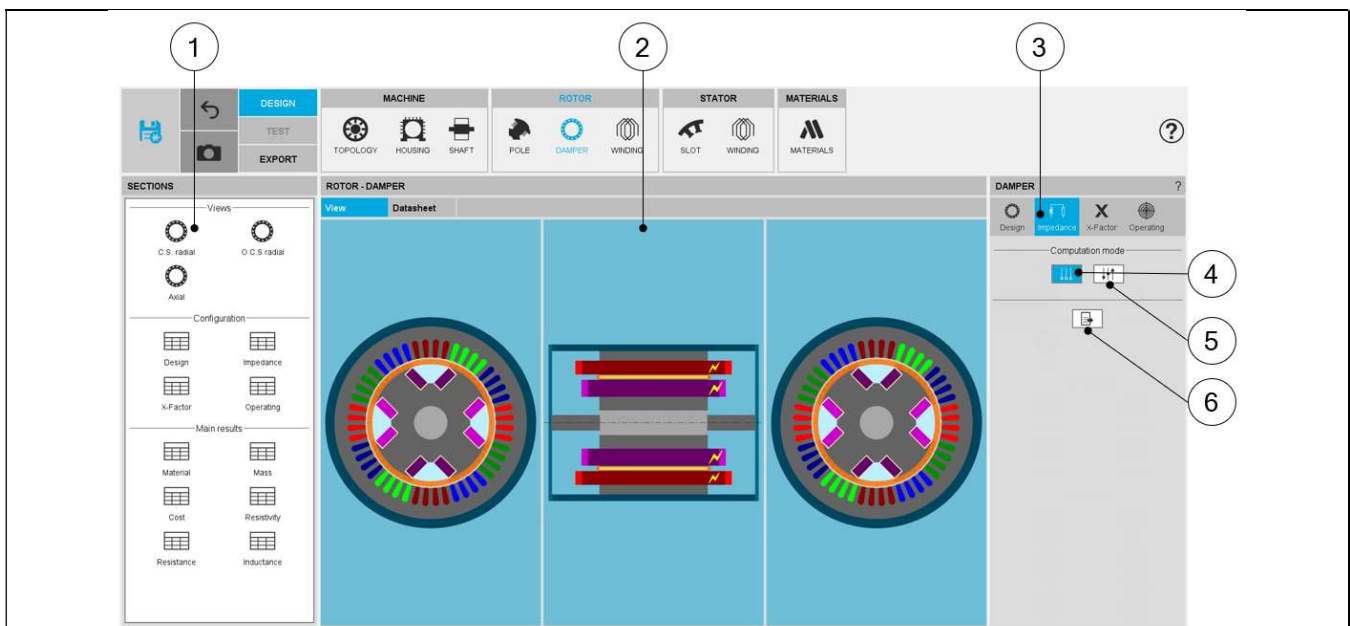 1 2 3
DESIGN MACHINE ROTOR STATOR MATERIALS
TEST
EXPORT TOPOLOGY HOUSING SHAFT POLE DAMPER WINDING SLOT WINDING MATERIALS
?
SECTIONS ROTOR - DAMPER DAMPER ?
Views View Datasheet
C.S. radial O.C.S radial Design Impedance X-Factor Operating
Computation mode
4
Axial
Configuration
5
Design Impedance
6
X-Factor Operating
Main results
Material Mass
Cost Resistivity
Resistance Inductance